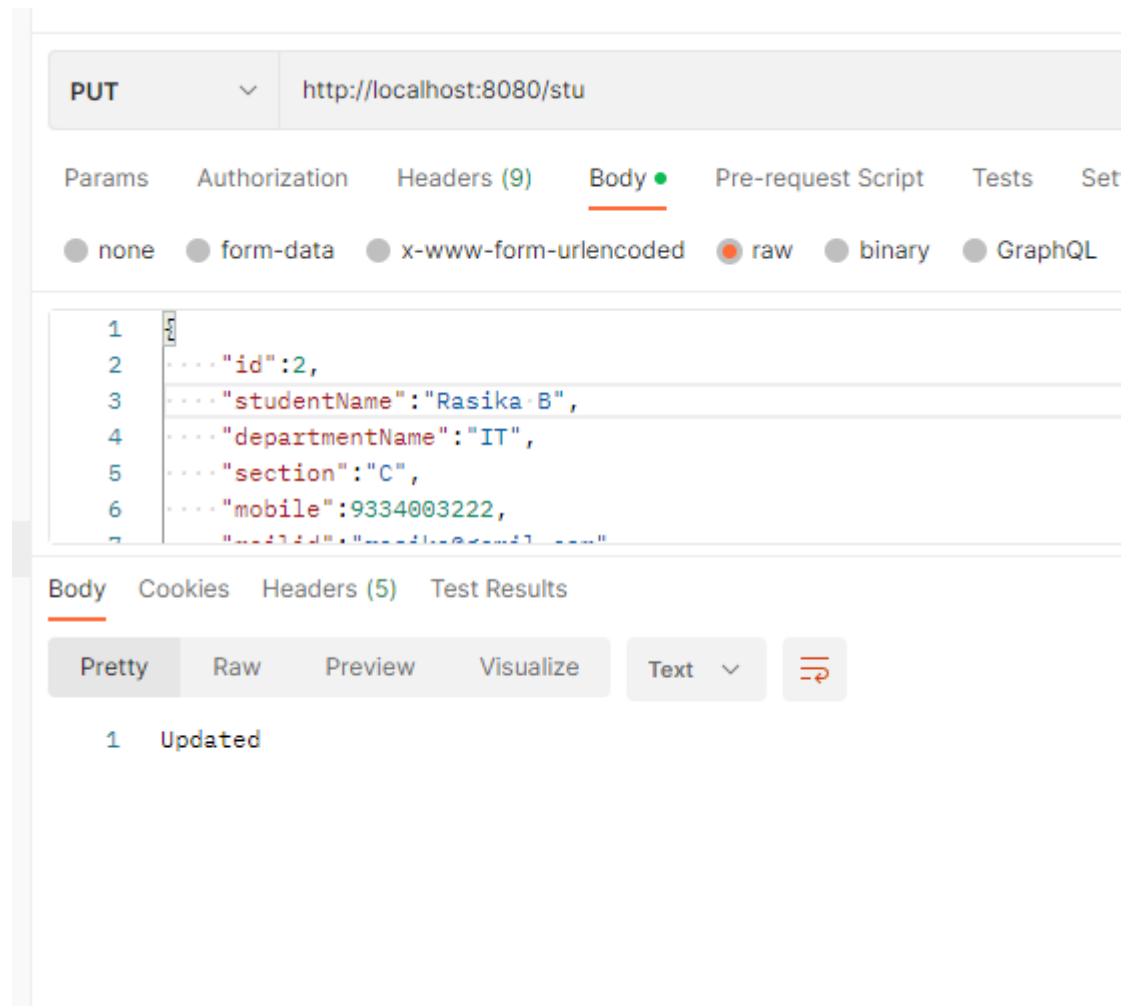 PUT http://localhost:8080/stu
Params Authorization Headers (9) Body Pre-request Script Tests Set
none form-data x-www-form-urlencoded raw binary GraphQL
1 {
2 "id":2,
3 "studentName":"Rasika B",
4 "departmentName":"IT",
5 "section":"C",
6 "mobile":9334003222,
Body Cookies Headers (5) Test Results
Pretty Raw Preview Visualize Text
1 Updated